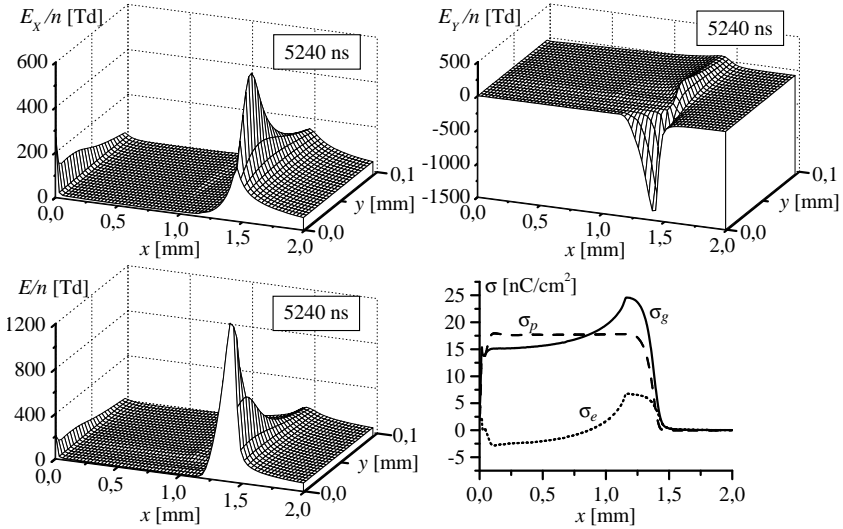 E_X/n [Td]
5240 ns
600
400
200
0
0,0
0,5
1,0
1,5
2,0
x [mm]
0,0
0,1
y [mm]
E_Y/n [Td]
5240 ns
500
0
-500
-1000
-1500
0,0
0,5
1,0
1,5
2,0
x [mm]
0,0
0,1
y [mm]
E/n [Td]
5240 ns
1200
800
400
0
0,0
0,5
1,0
1,5
2,0
x [mm]
0,0
0,1
y [mm]
σ [nC/cm²]
25
20
15
10
5
0
-5
σ_p
σ_g
σ_e
0,0
0,5
1,0
1,5
2,0
x [mm]